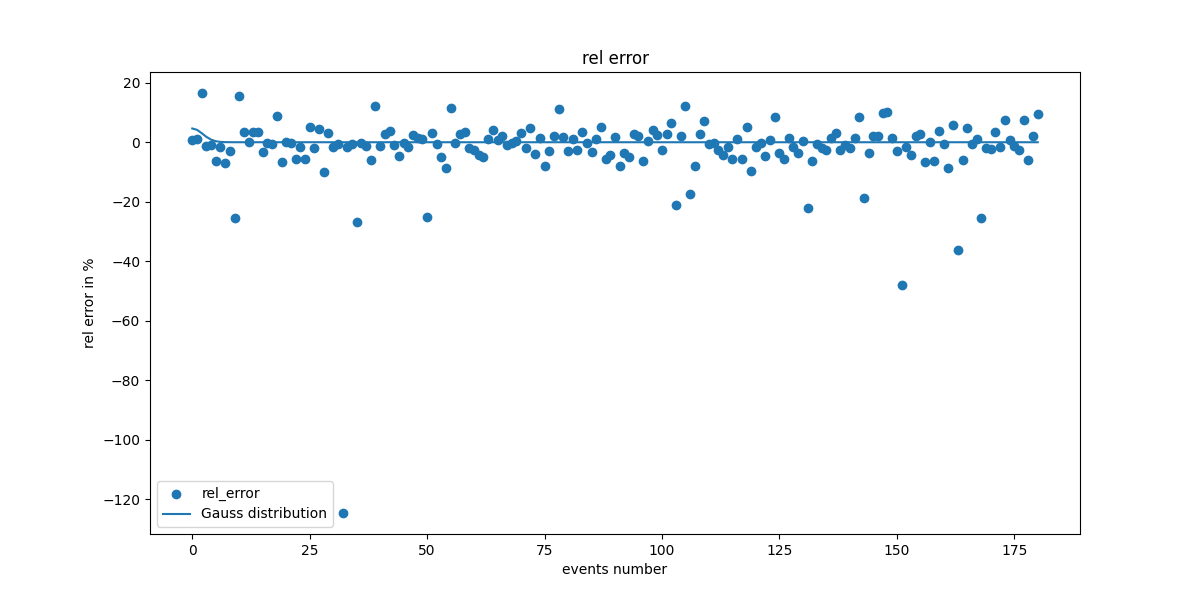 rel error
20
0
−20
−40
−60
−80
−100
−120
rel error in %
rel_error
Gauss distribution
0 25 50 75 100 125 150 175
events number